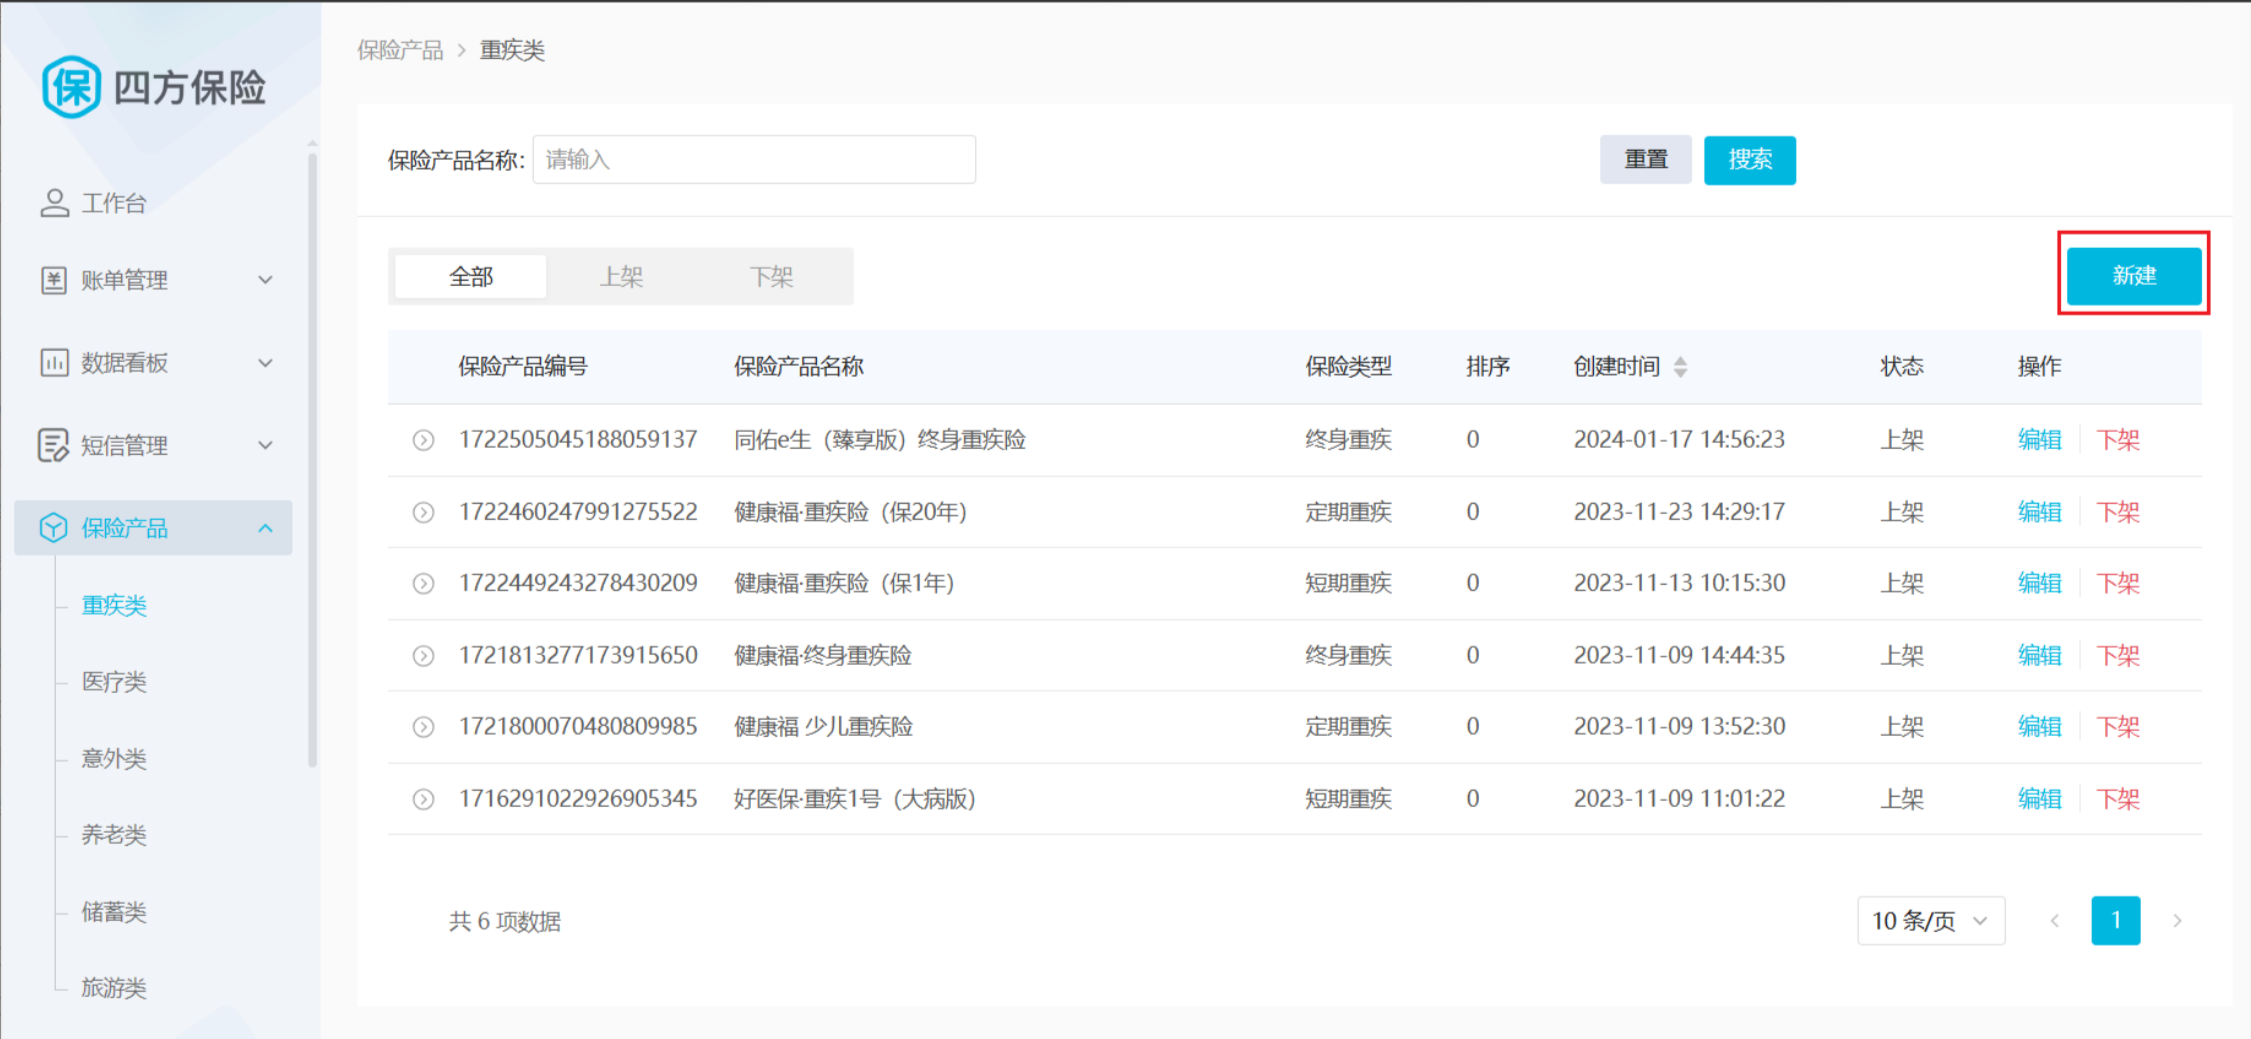 保 四方保险
工作台
账单管理
数据看板
短信管理
保险产品
重疾类
医疗类
意外类
养老类
储蓄类
旅游类
保险产品 > 重疾类
保险产品名称: 请输入 重置 搜索
全部 上架 下架 新建
保险产品编号 保险产品名称 保险类型 排序 创建时间 状态 操作
1722505045188059137 同佑e生（臻享版）终身重疾险 终身重疾 0 2024-01-17 14:56:23 上架 编辑 下架
1722460247991275522 健康福·重疾险（保20年） 定期重疾 0 2023-11-23 14:29:17 上架 编辑 下架
1722449243278430209 健康福·重疾险（保1年） 短期重疾 0 2023-11-13 10:15:30 上架 编辑 下架
1721813277173915650 健康福·终身重疾险 终身重疾 0 2023-11-09 14:44:35 上架 编辑 下架
1721800070480809985 健康福 少儿重疾险 定期重疾 0 2023-11-09 13:52:30 上架 编辑 下架
1716291022926905345 好医保·重疾1号（大病版） 短期重疾 0 2023-11-09 11:01:22 上架 编辑 下架
共 6 项数据 10 条/页 < 1 >